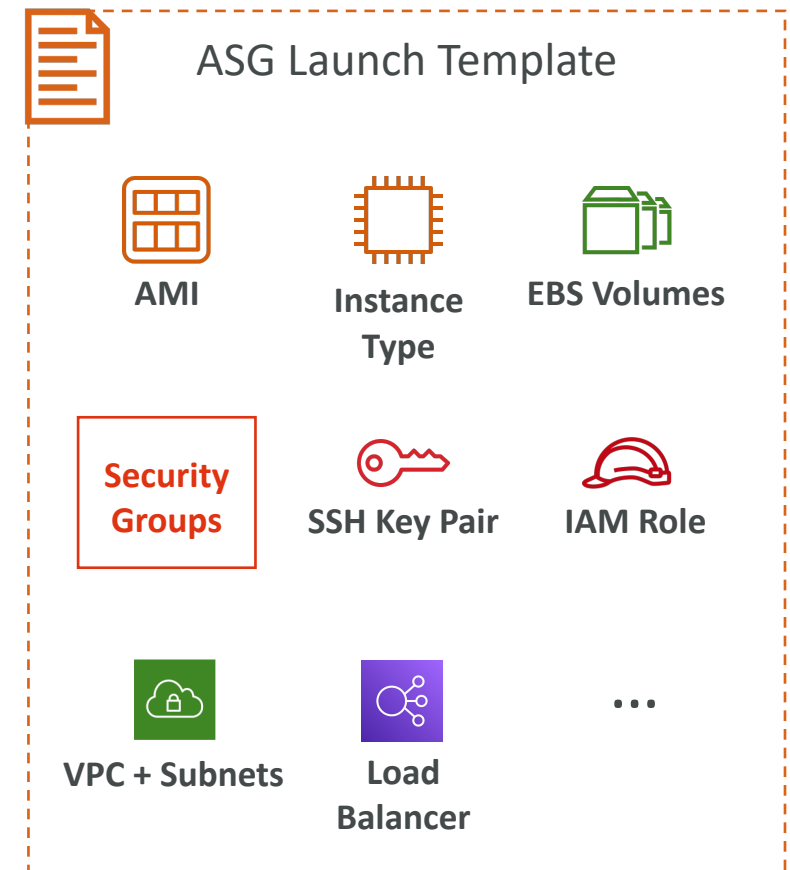 ASG Launch Template
AMI
Instance
Type
EBS Volumes
Security
Groups
SSH Key Pair
IAM Role
VPC + Subnets
Load
Balancer
...